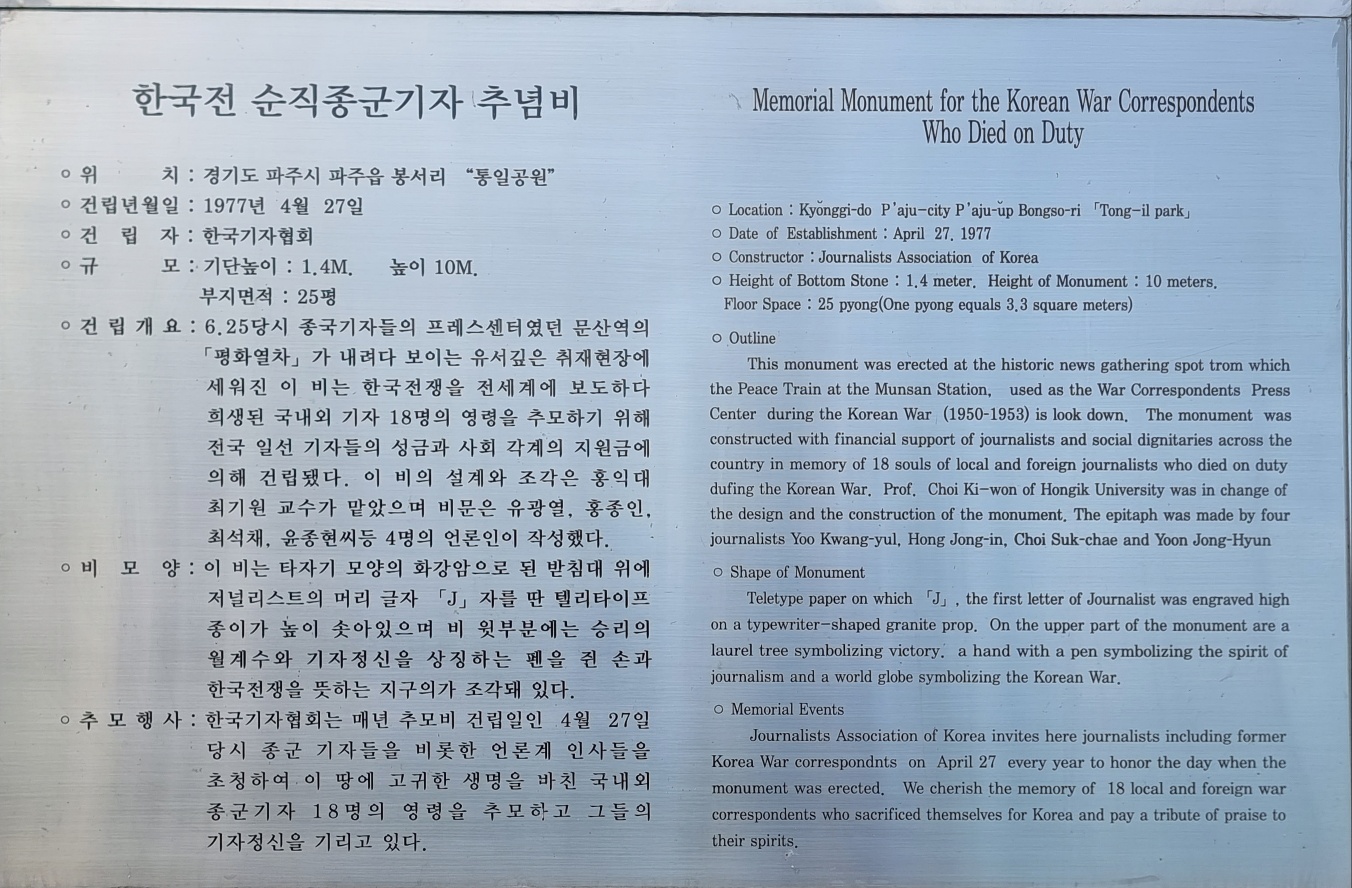 한국전 순직종군기자 추념비
○ 위 치 : 경기도 파주시 파주읍 봉서리 “통일공원”
○ 건립년월일 : 1977년 4월 27일
○ 건 립 자 : 한국기자협회
○ 규 모 : 기단높이 : 1.4M. 높이 10M.
부지면적 : 25평
○ 건 립 개 요 : 6.25당시 종국기자들의 프레스센터였던 문산역의
「평화열차」가 내려다 보이는 유서깊은 취재현장에
세워진 이 비는 한국전쟁을 전세계에 보도하다
희생된 국내외 기자 18명의 영령을 추모하기 위해
전국 일선 기자들의 성금과 사회 각계의 지원금에
의해 건립됐다. 이 비의 설계와 조각은 홍익대
최기원 교수가 맡았으며 비문은 유광열, 홍종인,
최석채, 윤종현씨등 4명의 언론인이 작성했다.
○ 비 모 양 : 이 비는 타자기 모양의 화강암으로 된 받침대 위에
저널리스트의 머리 글자 「J」자를 딴 텔리타이프
종이가 높이 솟아있으며 비 윗부분에는 승리의
월계수와 기자정신을 상징하는 펜을 쥔 손과
한국전쟁을 뜻하는 지구의가 조각돼 있다.
○ 추 모 행 사 : 한국기자협회는 매년 추모비 건립일인 4월 27일
당시 종군 기자들을 비롯한 언론계 인사들을
초청하여 이 땅에 고귀한 생명을 바친 국내외
종군기자 18명의 영령을 추모하고 그들의
기자정신을 기리고 있다.
Memorial Monument for the Korean War Correspondents
Who Died on Duty
○ Location : Kyŏnggi-do P'aju-city P'aju-ŭp Bongso-ri 「Tong-il park」
○ Date of Establishment : April 27. 1977
○ Constructor : Journalists Association of Korea
○ Height of Bottom Stone : 1.4 meter. Height of Monument : 10 meters.
Floor Space : 25 pyong(One pyong equals 3.3 square meters)
○ Outline
This monument was erected at the historic news gathering spot trom which
the Peace Train at the Munsan Station, used as the War Correspondents Press
Center during the Korean War (1950-1953) is look down. The monument was
constructed with financial support of journalists and social dignitaries across the
country in memory of 18 souls of local and foreign journalists who died on duty
dufing the Korean War. Prof. Choi Ki-won of Hongik University was in change of
the design and the construction of the monument. The epitaph was made by four
journalists Yoo Kwang-yul, Hong Jong-in, Choi Suk-chae and Yoon Jong-Hyun
○ Shape of Monument
Teletype paper on which 「J」, the first letter of Journalist was engraved high
on a typewriter-shaped granite prop. On the upper part of the monument are a
laurel tree symbolizing victory. a hand with a pen symbolizing the spirit of
journalism and a world globe symbolizing the Korean War.
○ Memorial Events
Journalists Association of Korea invites here journalists including former
Korea War correspondnts on April 27 every year to honor the day when the
monument was erected. We cherish the memory of 18 local and foreign war
correspondents who sacrificed themselves for Korea and pay a tribute of praise to
their spirits.